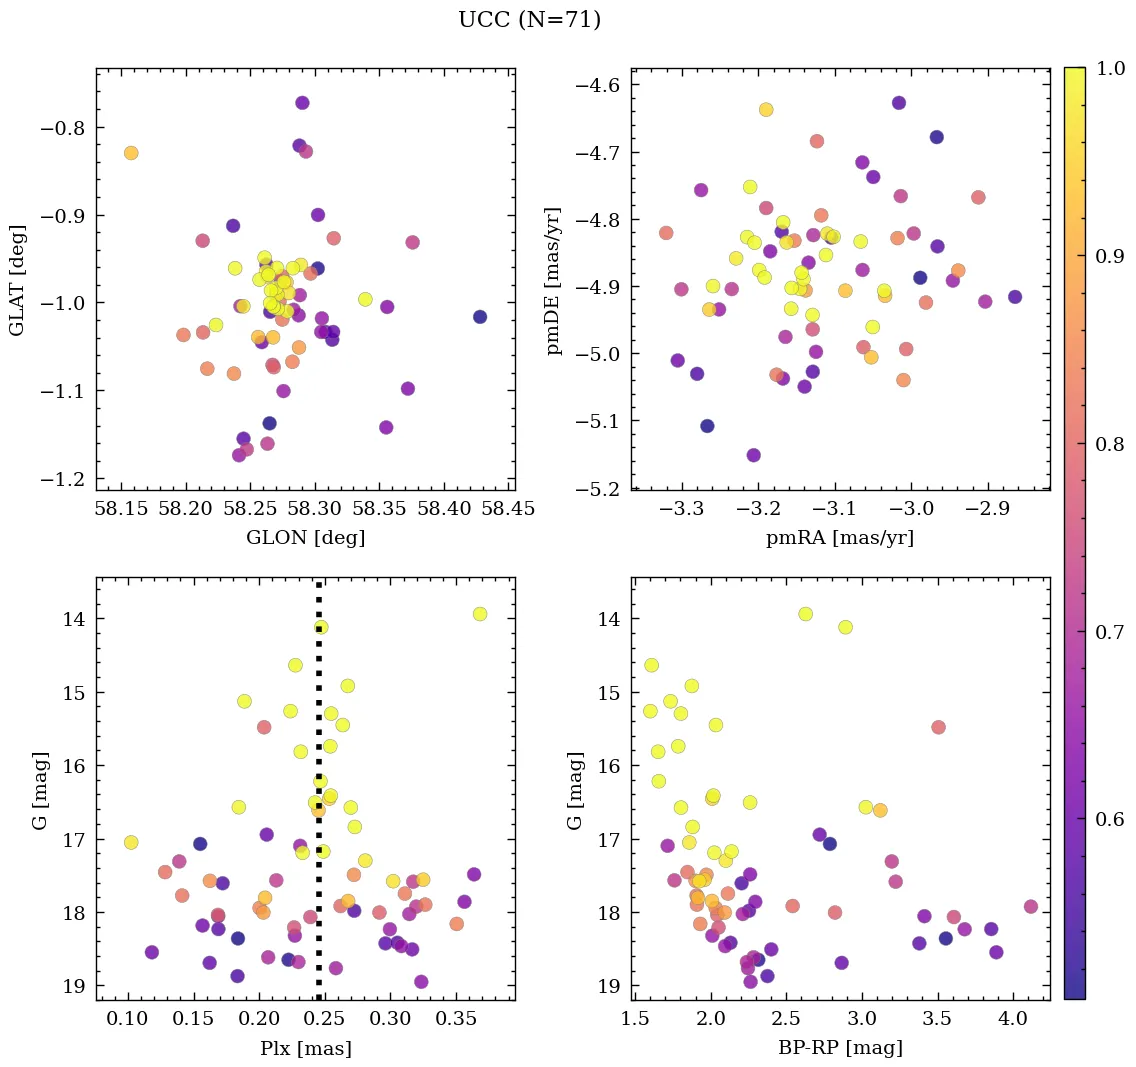 UCC (N=71)
−0.8
−0.9
−1.0
−1.1
−1.2
GLAT [deg]
58.15 58.20 58.25 58.30 58.35 58.40 58.45
GLON [deg]
−4.6
−4.7
−4.8
−4.9
−5.0
−5.1
−5.2
pmDE [mas/yr]
−3.3 −3.2 −3.1 −3.0 −2.9
pmRA [mas/yr]
14
15
16
17
18
19
G [mag]
0.10 0.15 0.20 0.25 0.30 0.35
Plx [mas]
14
15
16
17
18
19
G [mag]
1.5 2.0 2.5 3.0 3.5 4.0
BP-RP [mag]
1.0
0.9
0.8
0.7
0.6